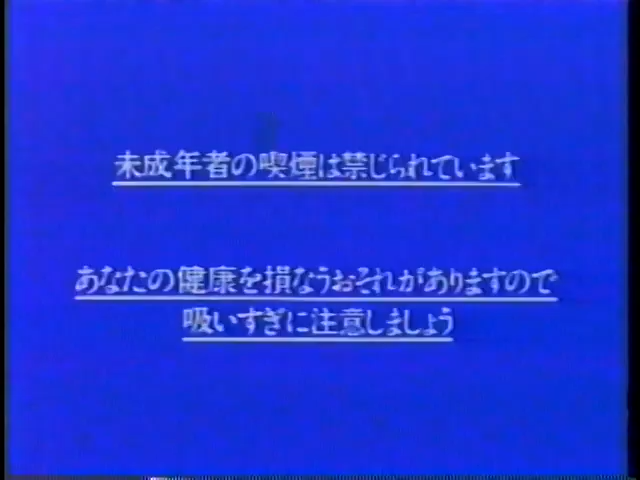 未成年者の喫煙は禁じられています
あなたの健康を損なうおそれがありますので
吸いすぎに注意しましょう